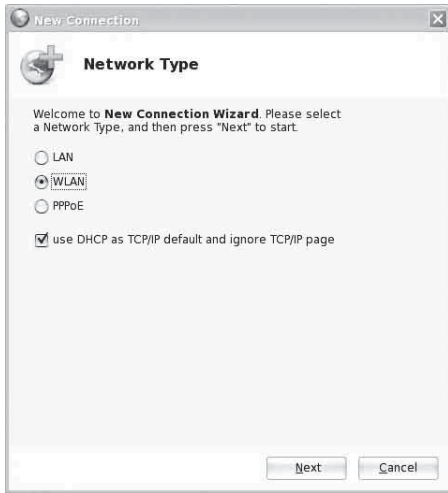 New Connection
Network Type
Welcome to New Connection Wizard. Please select
a Network Type, and then press "Next" to start.
LAN
WLAN
PPPoE
use DHCP as TCP/IP default and ignore TCP/IP page
Next Cancel